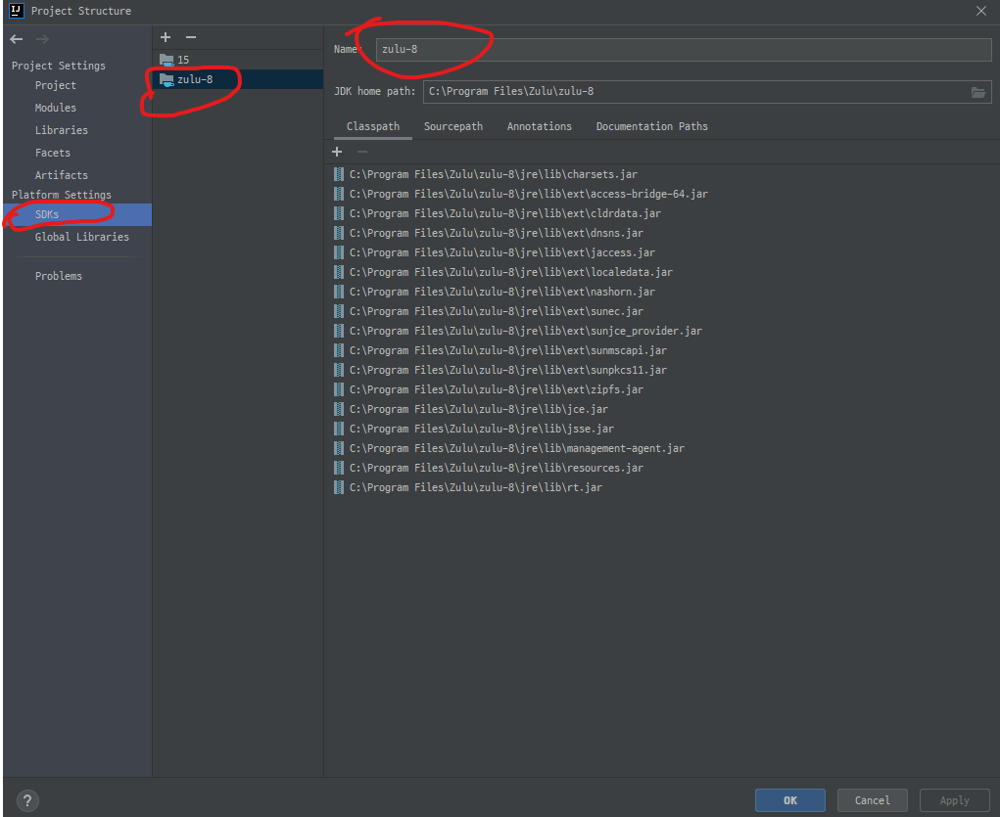 IJ Project Structure
Project Settings
Project
Modules
Libraries
Facets
Artifacts
Platform Settings
SDKs
Global Libraries
Problems
15
zulu-8
Name: zulu-8
JDK home path: C:\Program Files\Zulu\zulu-8
Classpath Sourcepath Annotations Documentation Paths
C:\Program Files\Zulu\zulu-8\jre\lib\charsets.jar
C:\Program Files\Zulu\zulu-8\jre\lib\ext\access-bridge-64.jar
C:\Program Files\Zulu\zulu-8\jre\lib\ext\cldrdata.jar
C:\Program Files\Zulu\zulu-8\jre\lib\ext\dnsns.jar
C:\Program Files\Zulu\zulu-8\jre\lib\ext\jaccess.jar
C:\Program Files\Zulu\zulu-8\jre\lib\ext\localedata.jar
C:\Program Files\Zulu\zulu-8\jre\lib\ext\nashorn.jar
C:\Program Files\Zulu\zulu-8\jre\lib\ext\sunec.jar
C:\Program Files\Zulu\zulu-8\jre\lib\ext\sunjce_provider.jar
C:\Program Files\Zulu\zulu-8\jre\lib\ext\sunmscapi.jar
C:\Program Files\Zulu\zulu-8\jre\lib\ext\sunpkcs11.jar
C:\Program Files\Zulu\zulu-8\jre\lib\ext\zipfs.jar
C:\Program Files\Zulu\zulu-8\jre\lib\jce.jar
C:\Program Files\Zulu\zulu-8\jre\lib\jsse.jar
C:\Program Files\Zulu\zulu-8\jre\lib\management-agent.jar
C:\Program Files\Zulu\zulu-8\jre\lib\resources.jar
C:\Program Files\Zulu\zulu-8\jre\lib\rt.jar
? OK Cancel Apply